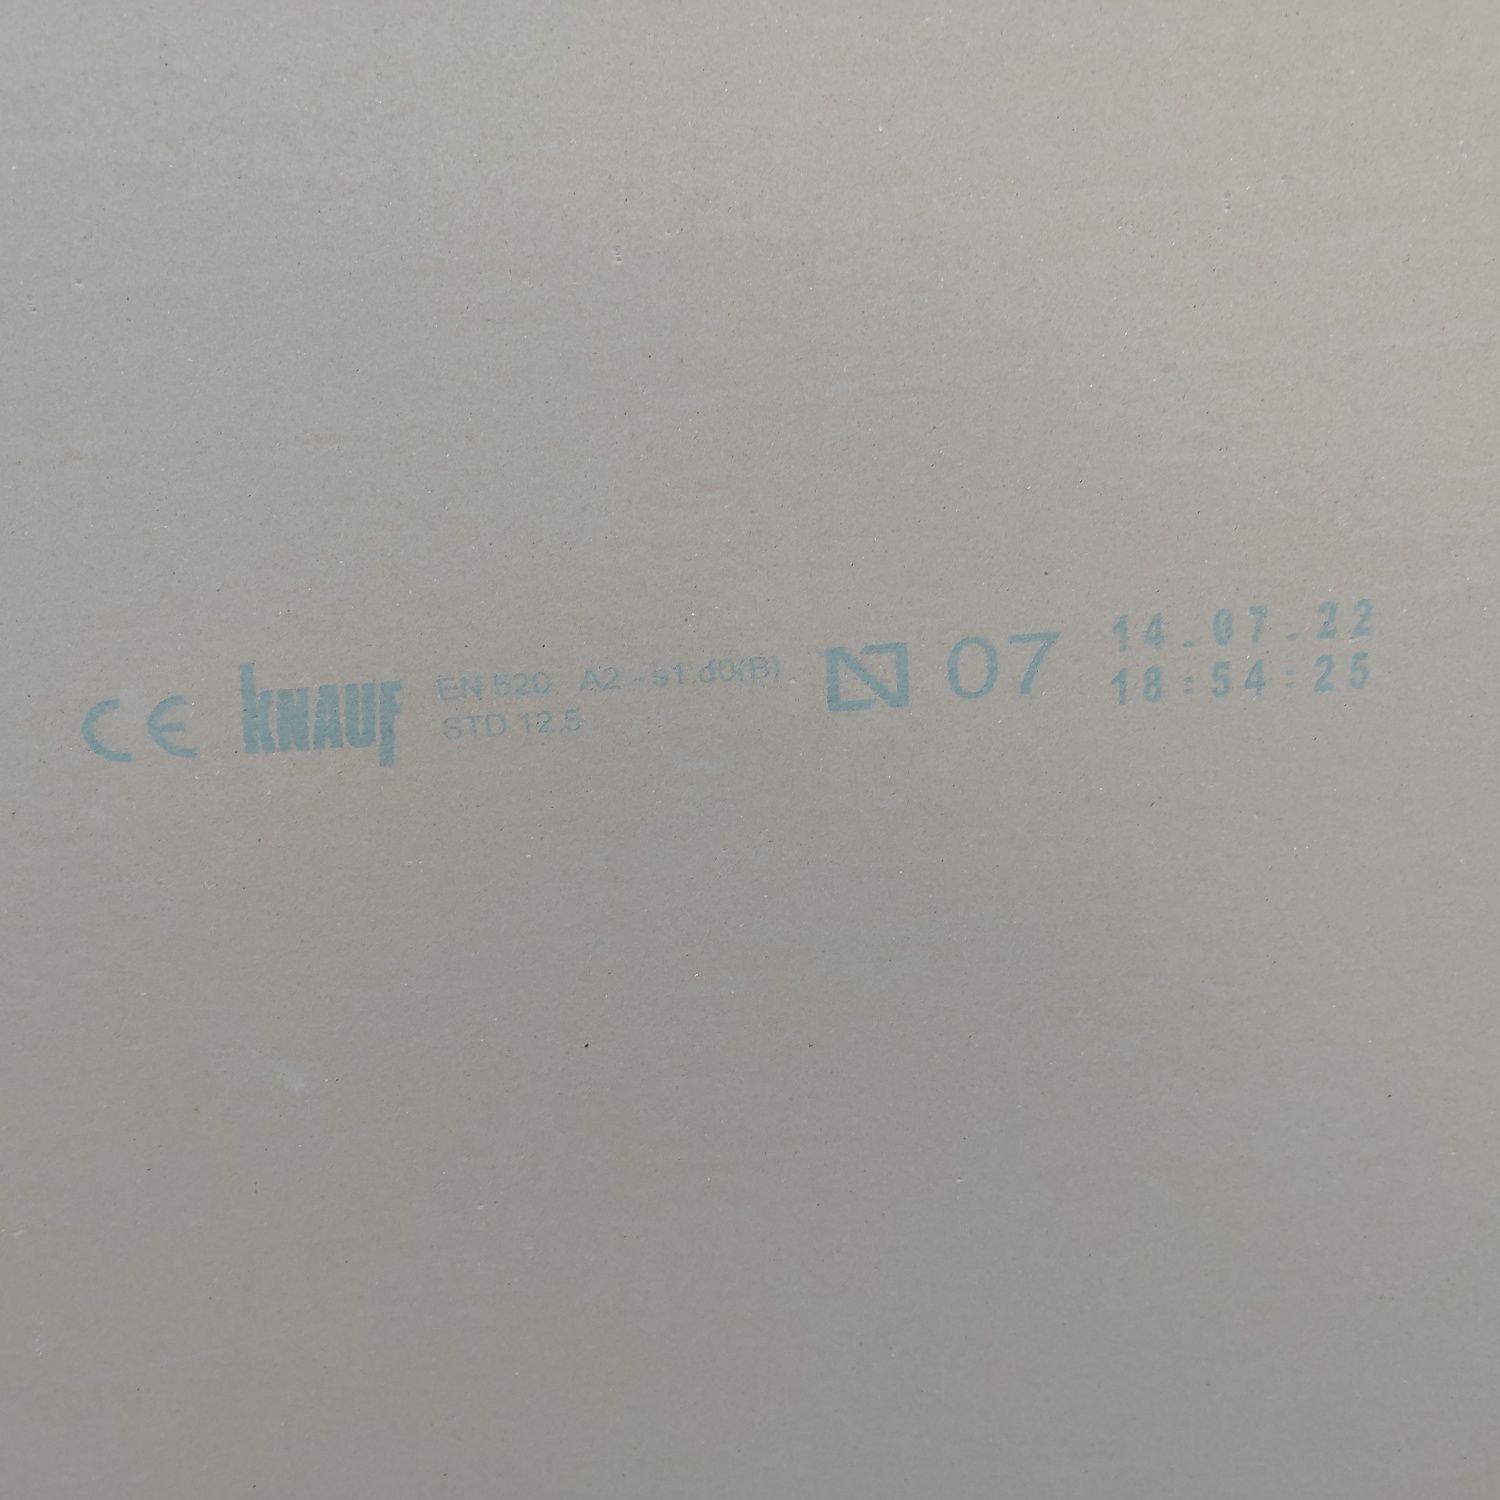 CE KNAUF EN 520 A2 - s1.d0(B) 07 14.07.22
STD 12,5 18:54:25